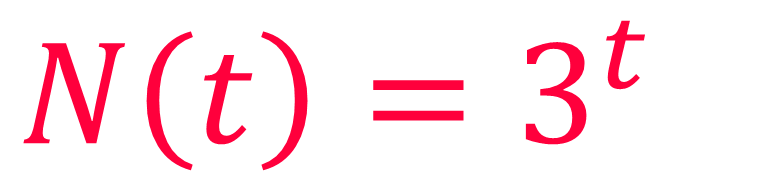 N(t) = 3^t